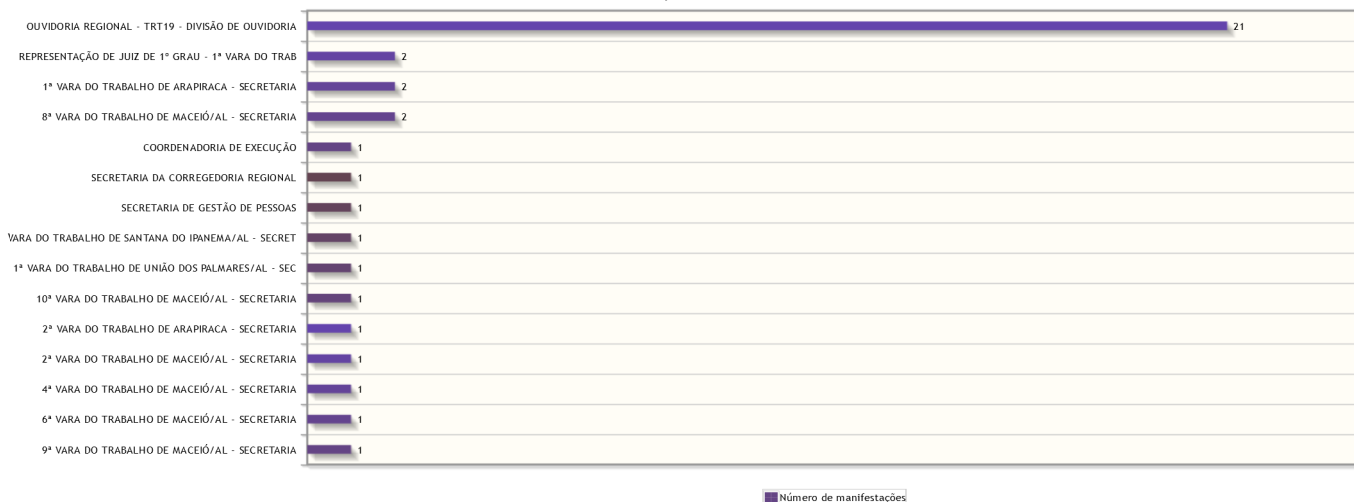 OUVIDORIA REGIONAL - TRT19 - DIVISÃO DE OUVIDORIA 21
REPRESENTAÇÃO DE JUIZ DE 1º GRAU - 1ª VARA DO TRAB 2
1ª VARA DO TRABALHO DE ARAPIRACA - SECRETARIA 2
8ª VARA DO TRABALHO DE MACEIÓ/AL - SECRETARIA 2
COORDENADORIA DE EXECUÇÃO 1
SECRETARIA DA CORREGEDORIA REGIONAL 1
SECRETARIA DE GESTÃO DE PESSOAS 1
VARA DO TRABALHO DE SANTANA DO IPANEMA/AL - SECRET 1
1ª VARA DO TRABALHO DE UNIÃO DOS PALMARES/AL - SEC 1
10ª VARA DO TRABALHO DE MACEIÓ/AL - SECRETARIA 1
2ª VARA DO TRABALHO DE ARAPIRACA - SECRETARIA 1
2ª VARA DO TRABALHO DE MACEIÓ/AL - SECRETARIA 1
4ª VARA DO TRABALHO DE MACEIÓ/AL - SECRETARIA 1
6ª VARA DO TRABALHO DE MACEIÓ/AL - SECRETARIA 1
9ª VARA DO TRABALHO DE MACEIÓ/AL - SECRETARIA 1
Número de manifestações